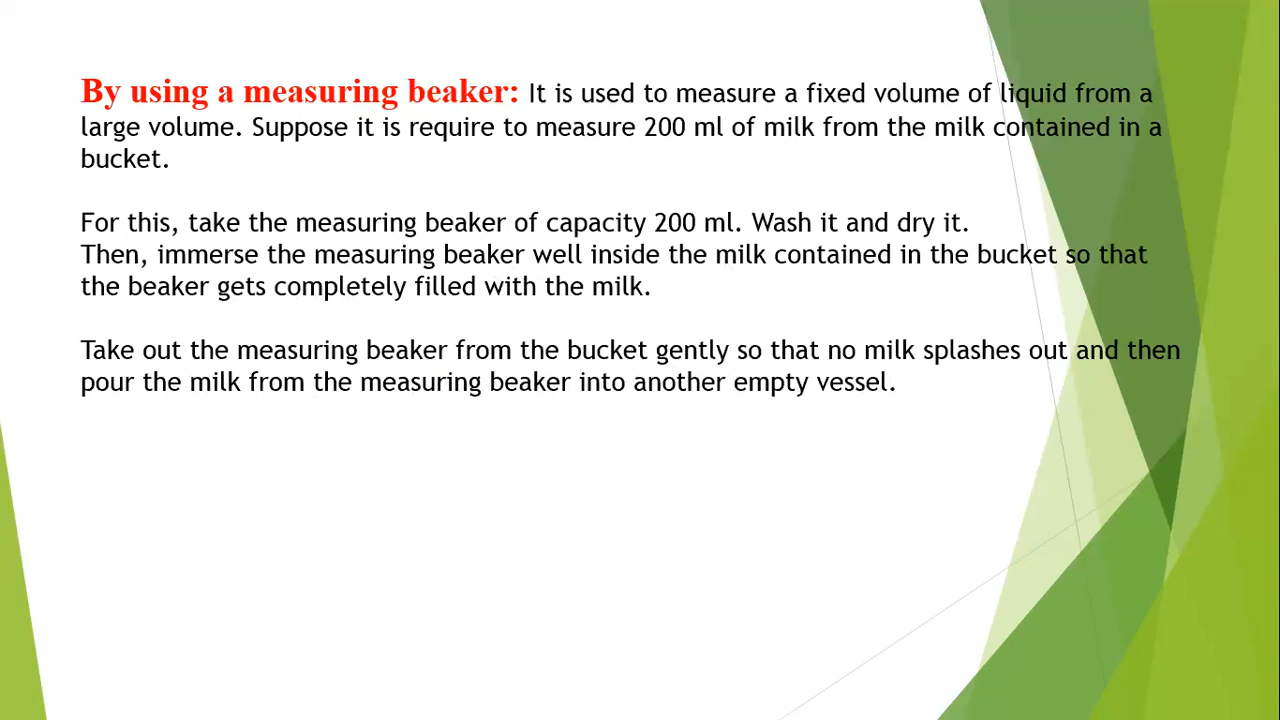 By using a measuring beaker: It is used to measure a fixed volume of liquid from a
large volume. Suppose it is require to measure 200 ml of milk from the milk contained in a
bucket.
For this, take the measuring beaker of capacity 200 ml. Wash it and dry it.
Then, immerse the measuring beaker well inside the milk contained in the bucket so that
the beaker gets completely filled with the milk.
Take out the measuring beaker from the bucket gently so that no milk splashes out and then
pour the milk from the measuring beaker into another empty vessel.